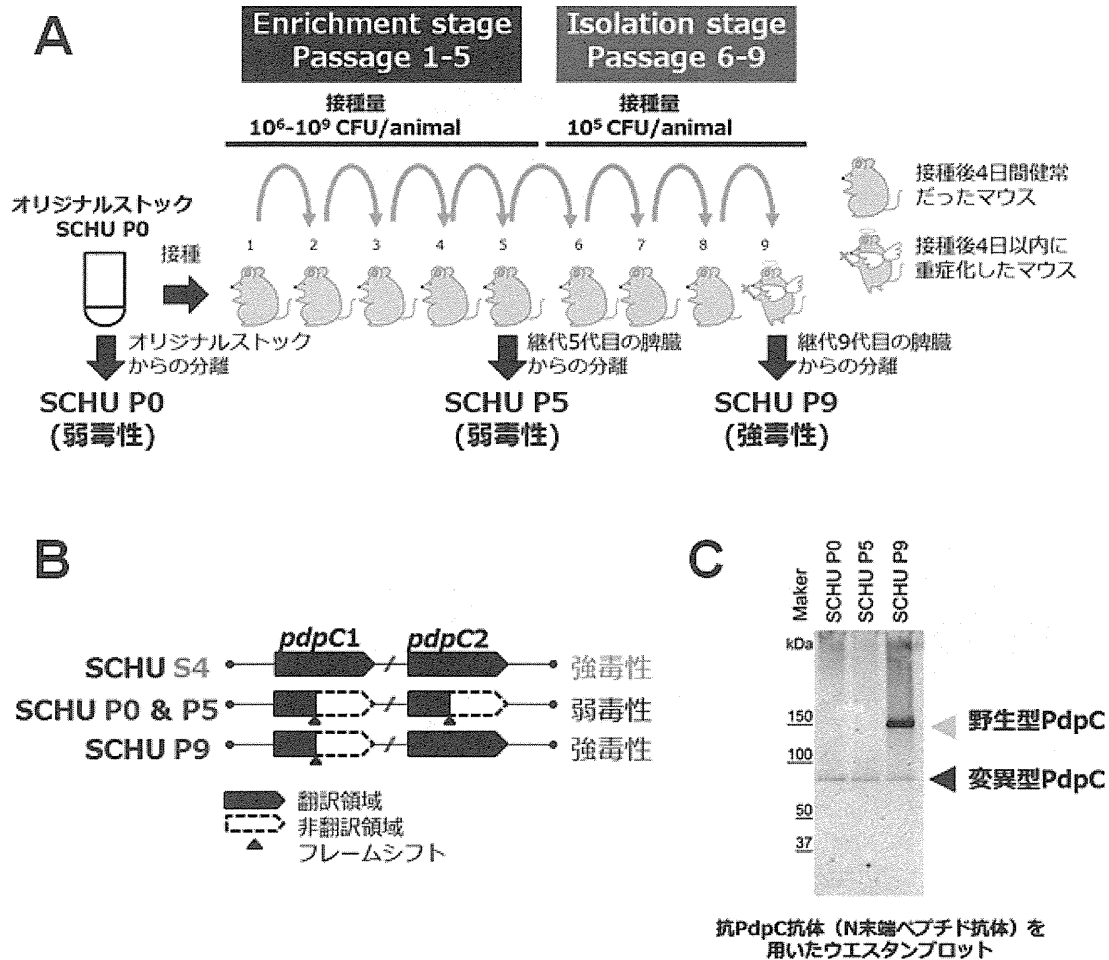 A
Enrichment stage
Passage 1-5
Isolation stage
Passage 6-9
接種量
10⁶-10⁹ CFU/animal
接種量
10⁵ CFU/animal
オリジナルストック
SCHU P0
接種
1 2 3 4 5 6 7 8 9
接種後4日間健常
だったマウス
接種後4日以内に
重症化したマウス
オリジナルストック
からの分離
継代5代目の脾臓
からの分離
継代9代目の脾臓
からの分離
SCHU P0
(弱毒性)
SCHU P5
(弱毒性)
SCHU P9
(強毒性)
B
pdpC1 pdpC2
SCHU S4 強毒性
SCHU P0 & P5 弱毒性
SCHU P9 強毒性
翻訳領域
非翻訳領域
フレームシフト
C
Maker
SCHU P0
SCHU P5
SCHU P9
kDa
150
100
50
37
野生型PdpC
変異型PdpC
抗PdpC抗体（N末端ペプチド抗体）を
用いたウエスタンブロット